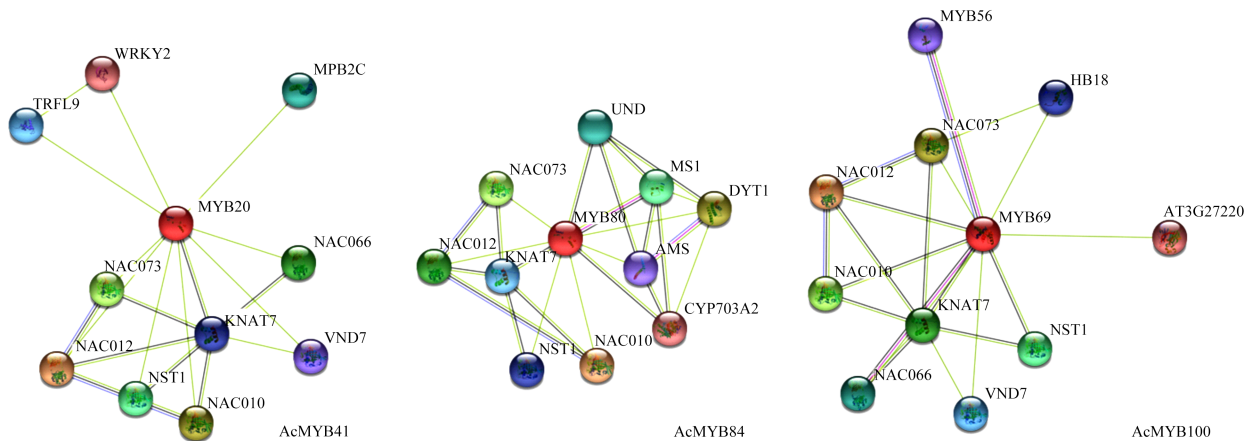 WRKY2
MPB2C
TRFL9
MYB20
NAC066
NAC073
KNAT7
VND7
NAC012
NST1
NAC010
AcMYB41
UND
MS1
NAC073
DYT1
MYB80
NAC012
KNAT7
AMS
CYP703A2
NST1
NAC010
AcMYB84
MYB56
HB18
NAC073
NAC012
MYB69
AT3G27220
NAC010
KNAT7
NST1
NAC066
VND7
AcMYB100